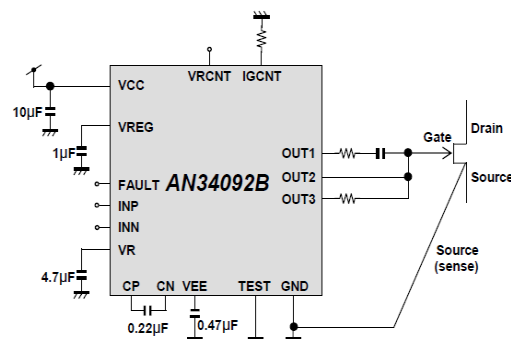 VRCNT IGCNT
VCC
10μF
VREG
1μF
Drain
Gate
OUT1
FAULT AN34092B OUT2
Source
INP OUT3
INN
VR
Source
(sense)
4.7μF
CP CN VEE TEST GND
0.22μF 0.47μF